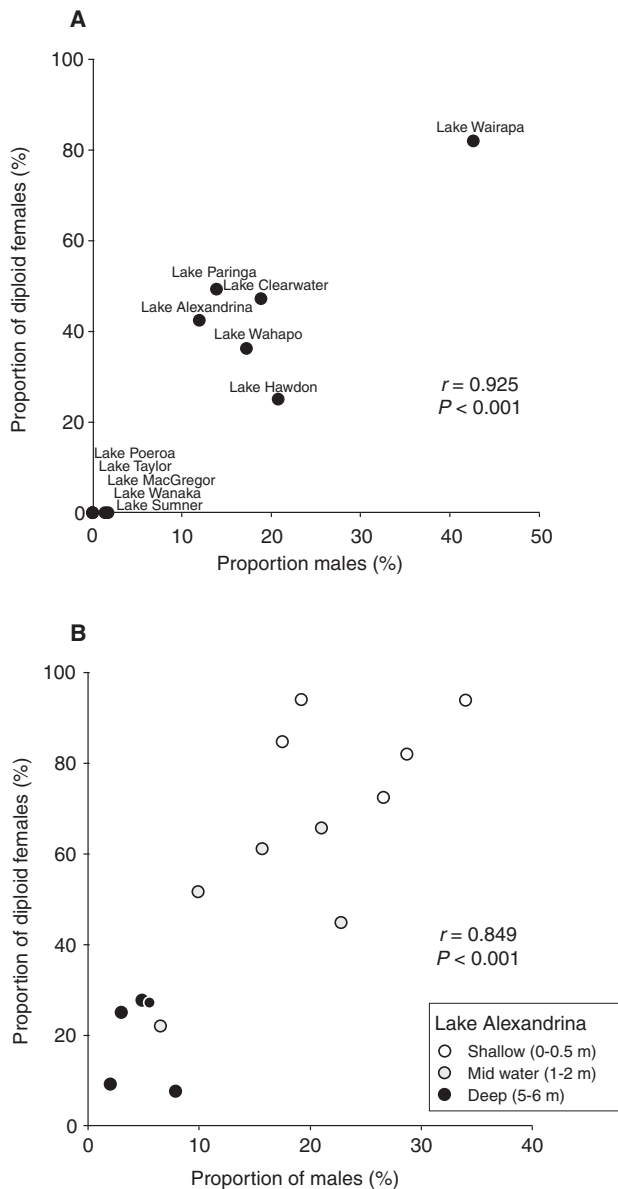 A
100
80
60
40
20
0
Proportion of diploid females (%)
Lake Wairapa
Lake Paringa
Lake Clearwater
Lake Alexandrina
Lake Wahapo
Lake Hawdon
r = 0.925
P < 0.001
Lake Poeroa
Lake Taylor
Lake MacGregor
Lake Wanaka
Lake Sumner
0 10 20 30 40 50
Proportion males (%)
B
100
80
60
40
20
0
Proportion of diploid females (%)
r = 0.849
P < 0.001
Lake Alexandrina
Shallow (0-0.5 m)
Mid water (1-2 m)
Deep (5-6 m)
0 10 20 30 40
Proportion of males (%)